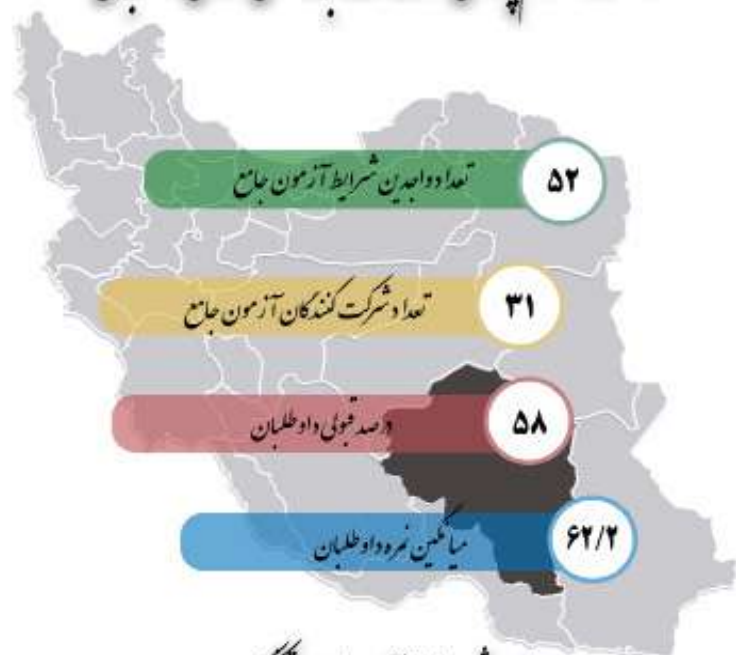 تعداد واجدین شرایط آزمون جامع
۵۲
تعداد شرکت کنندگان آزمون جامع
۳۱
درصد قبولی داوطلبان
۵۸
میانگین نمره داوطلبان
۶۲/۲